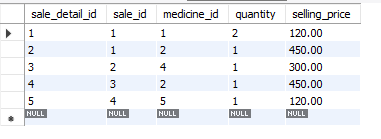 sale_detail_id sale_id medicine_id quantity selling_price
1 1 1 2 120.00
2 1 2 1 450.00
3 2 4 1 300.00
4 3 2 1 450.00
5 4 5 1 120.00
NULL NULL NULL NULL NULL